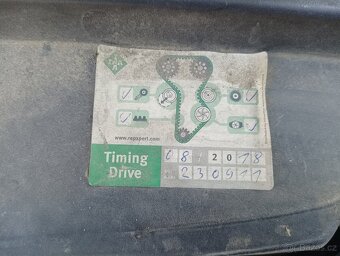 www.repxpert.com
Timing 08 / 2018
Drive 230911